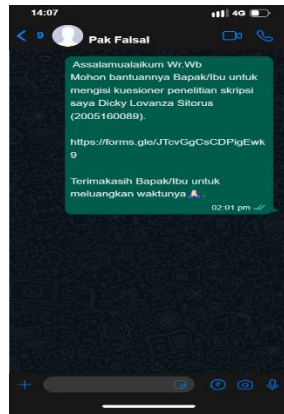 14:07
4G
9
Pak Faisal
Assalamualaikum Wr.Wb
Mohon bantuannya Bapak/Ibu untuk
mengisi kuesioner penelitian skripsi
saya Dicky Lovanza Sitorus
(2005160089).
https://forms.gle/JTcvGgCsCDPigEwk
9
Terimakasih Bapak/Ibu untuk
meluangkan waktunya🙏🏻.
02:01 pm